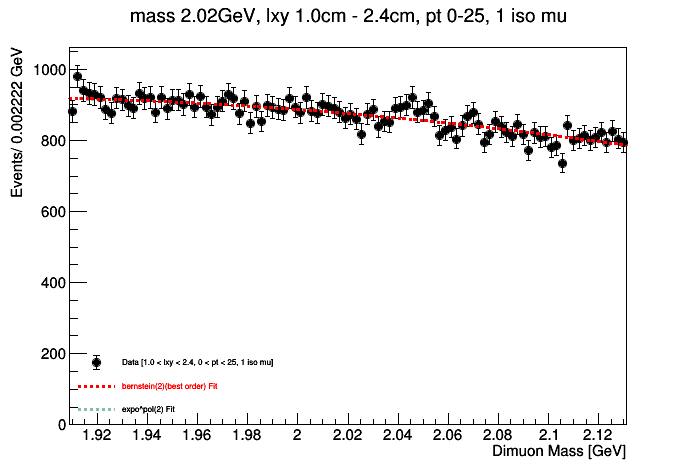 mass 2.02GeV, lxy 1.0cm - 2.4cm, pt 0-25, 1 iso mu
Events/ 0.002222 GeV
1000
800
600
400
200
0
Data [1.0 < lxy < 2.4, 0 < pt < 25, 1 iso mu]
bernstein(2)(best order) Fit
expo*pol(2) Fit
1.92 1.94 1.96 1.98 2 2.02 2.04 2.06 2.08 2.1 2.12
Dimuon Mass [GeV]